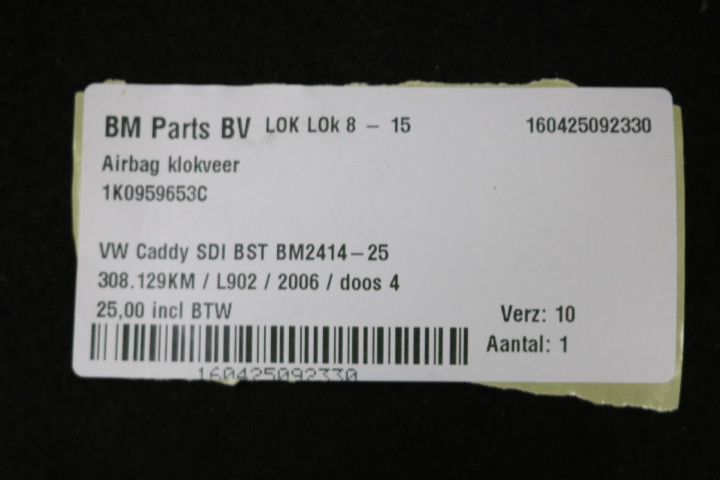 BM Parts BV LOK LOk 8 - 15 160425092330
Airbag klokveer
1K0959653C
VW Caddy SDI BST BM2414-25
308.129KM / L902 / 2006 / doos 4
25,00 incl BTW
Verz: 10
Aantal: 1
160425092330